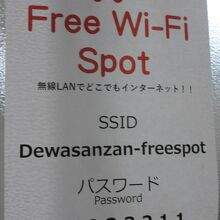 Free Wi-Fi
Spot
無線LANでどこでもインターネット！！
SSID
Dewasanzan-freespot
パスワード
Password